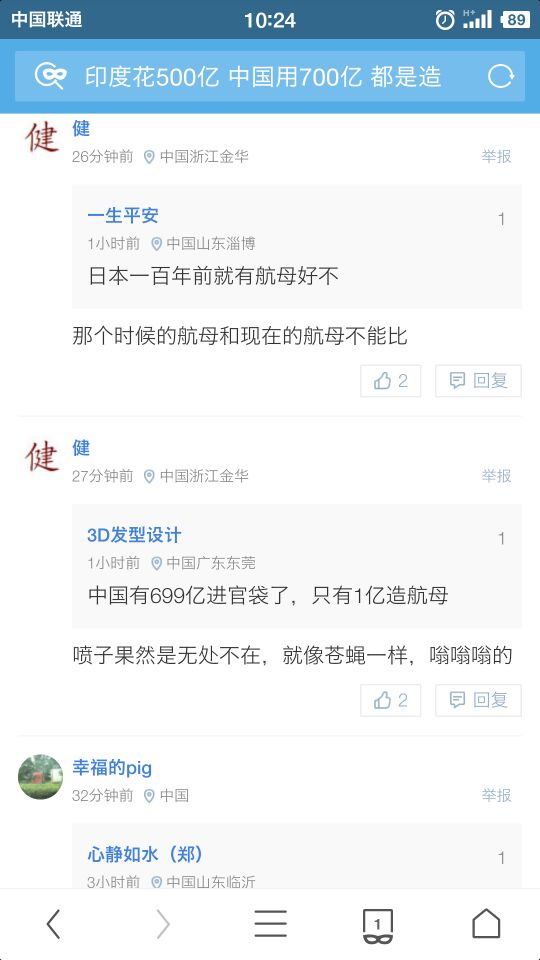 中国联通
10:24
H+
89
印度花500亿 中国用700亿 都是造
健
健
26分钟前 中国浙江金华
举报
一生平安
1
1小时前 中国山东淄博
日本一百年前就有航母好不
那个时候的航母和现在的航母不能比
2
回复
健
健
27分钟前 中国浙江金华
举报
3D发型设计
1
1小时前 中国广东东莞
中国有699亿进官袋了，只有1亿造航母
喷子果然是无处不在，就像苍蝇一样，嗡嗡嗡的
2
回复
幸福的pig
32分钟前 中国
举报
心静如水（郑）
1
3小时前 中国山东临沂
1